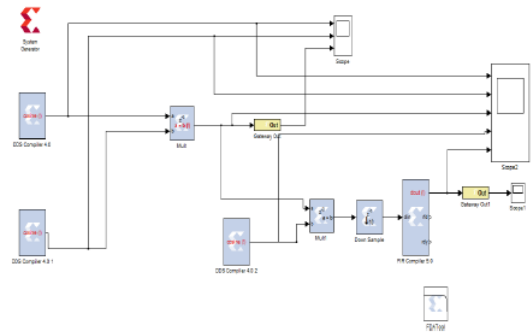 System
Generator
Scope
Scope2
DDS Compiler 4.0
Mult
Out
Gateway Out
a
b
dout
Out
Gateway Out1
Scope1
DDS Compiler 4.0 1
DDS Compiler 4.0 2
Mult1
Down Sample
FIR Compiler 5.0
FDATool